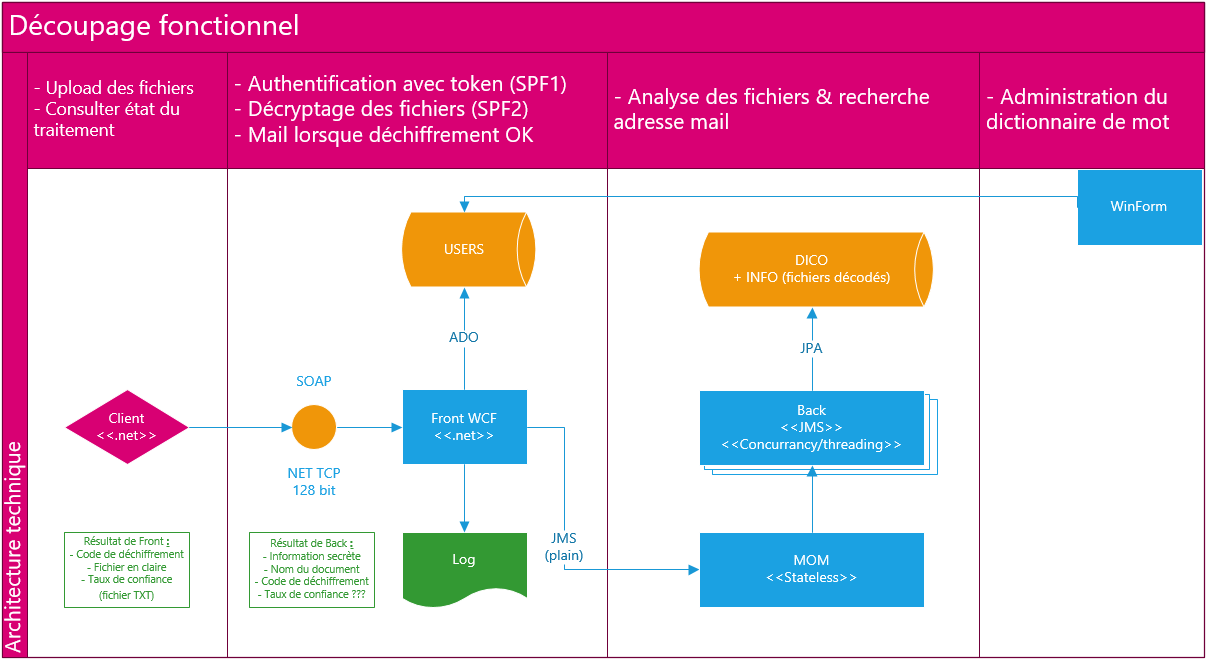 Découpage fonctionnel
- Upload des fichiers
- Consulter état du
traitement
- Authentification avec token (SPF1)
- Décryptage des fichiers (SPF2)
- Mail lorsque déchiffrement OK
- Analyse des fichiers & recherche
adresse mail
- Administration du
dictionnaire de mot
Architecture technique
WinForm
USERS
DICO
+ INFO (fichiers décodés)
ADO
JPA
SOAP
Client
<<.net>>
Front WCF
<<.net>>
Back
<<JMS>>
<<Concurrancy/threading>>
NET TCP
128 bit
Résultat de Front :
- Code de déchiffrement
- Fichier en claire
- Taux de confiance
(fichier TXT)
Résultat de Back :
- Information secrète
- Nom du document
- Code de déchiffrement
- Taux de confiance ???
Log
JMS
(plain)
MOM
<<Stateless>>